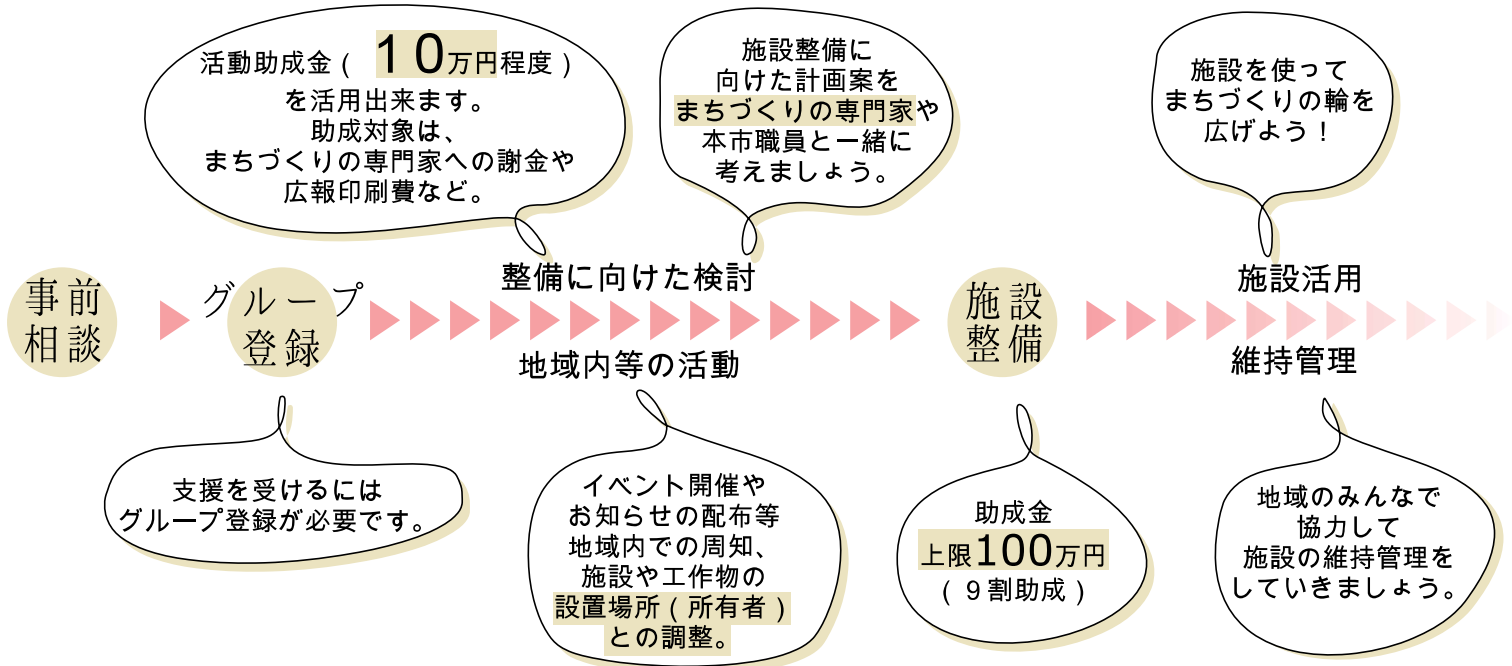 活動助成金(10万円程度)
を活用出来ます。
助成対象は、
まちづくりの専門家への謝金や
広報印刷費など。
施設整備に
向けた計画案を
まちづくりの専門家や
本市職員と一緒に
考えましょう。
施設を使って
まちづくりの輪を
広げよう!
事前
相談
グループ
登録
整備に向けた検討
地域内等の活動
施設
整備
施設活用
維持管理
支援を受けるには
グループ登録が必要です。
イベント開催や
お知らせの配布等
地域内での周知、
施設や工作物の
設置場所(所有者)
との調整。
助成金
上限100万円
(9割助成)
地域のみんなで
協力して
施設の維持管理を
していきましょう。